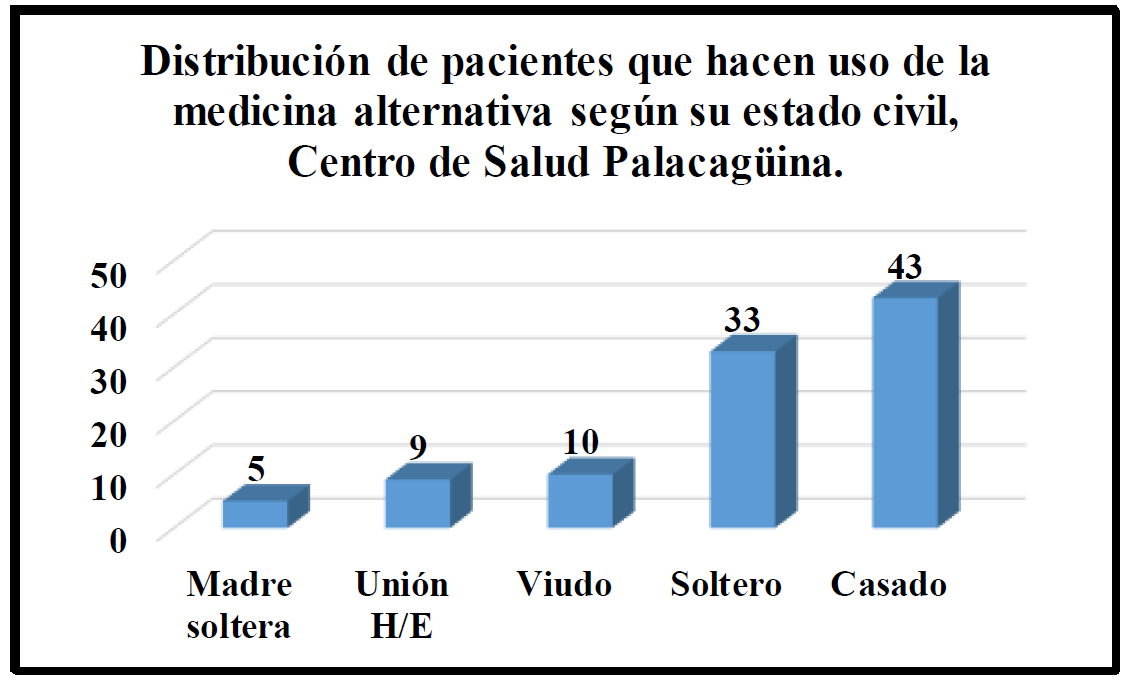 Distribución de pacientes que hacen uso de la
medicina alternativa según su estado civil,
Centro de Salud Palacagüina.
50
40
30
20
10
0
5
9
10
33
43
Madre
soltera
Unión
H/E
Viudo
Soltero
Casado